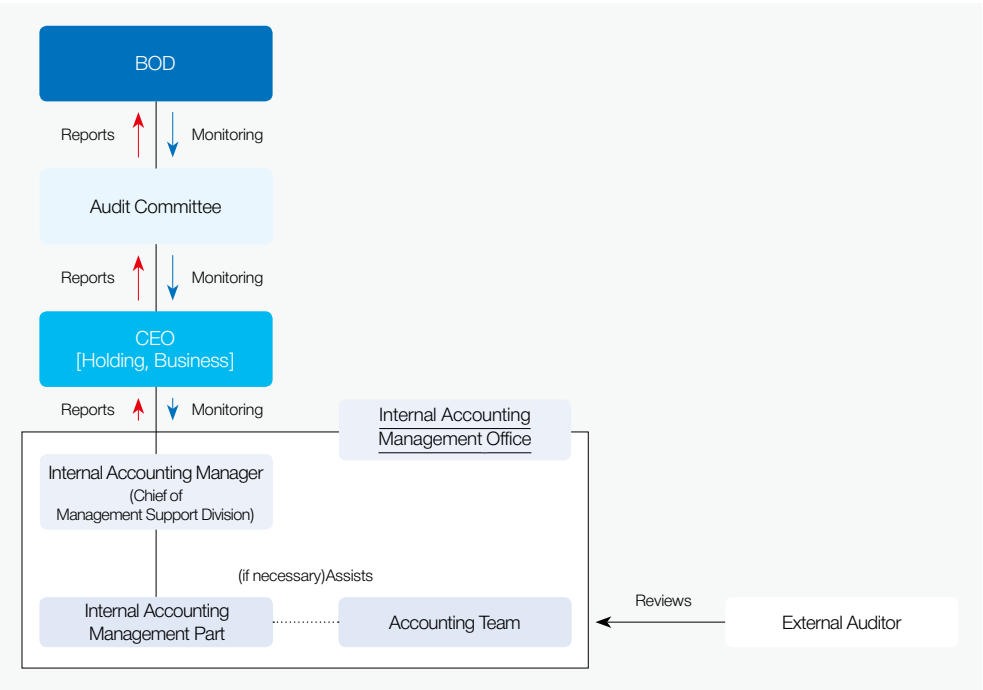 BOD
Reports
Monitoring
Audit Committee
Reports
Monitoring
CEO
[Holding, Business]
Reports
Monitoring
Internal Accounting
Management Office
Internal Accounting Manager
(Chief of
Management Support Division)
(if necessary)Assists
Internal Accounting
Management Part
Accounting Team
Reviews
External Auditor